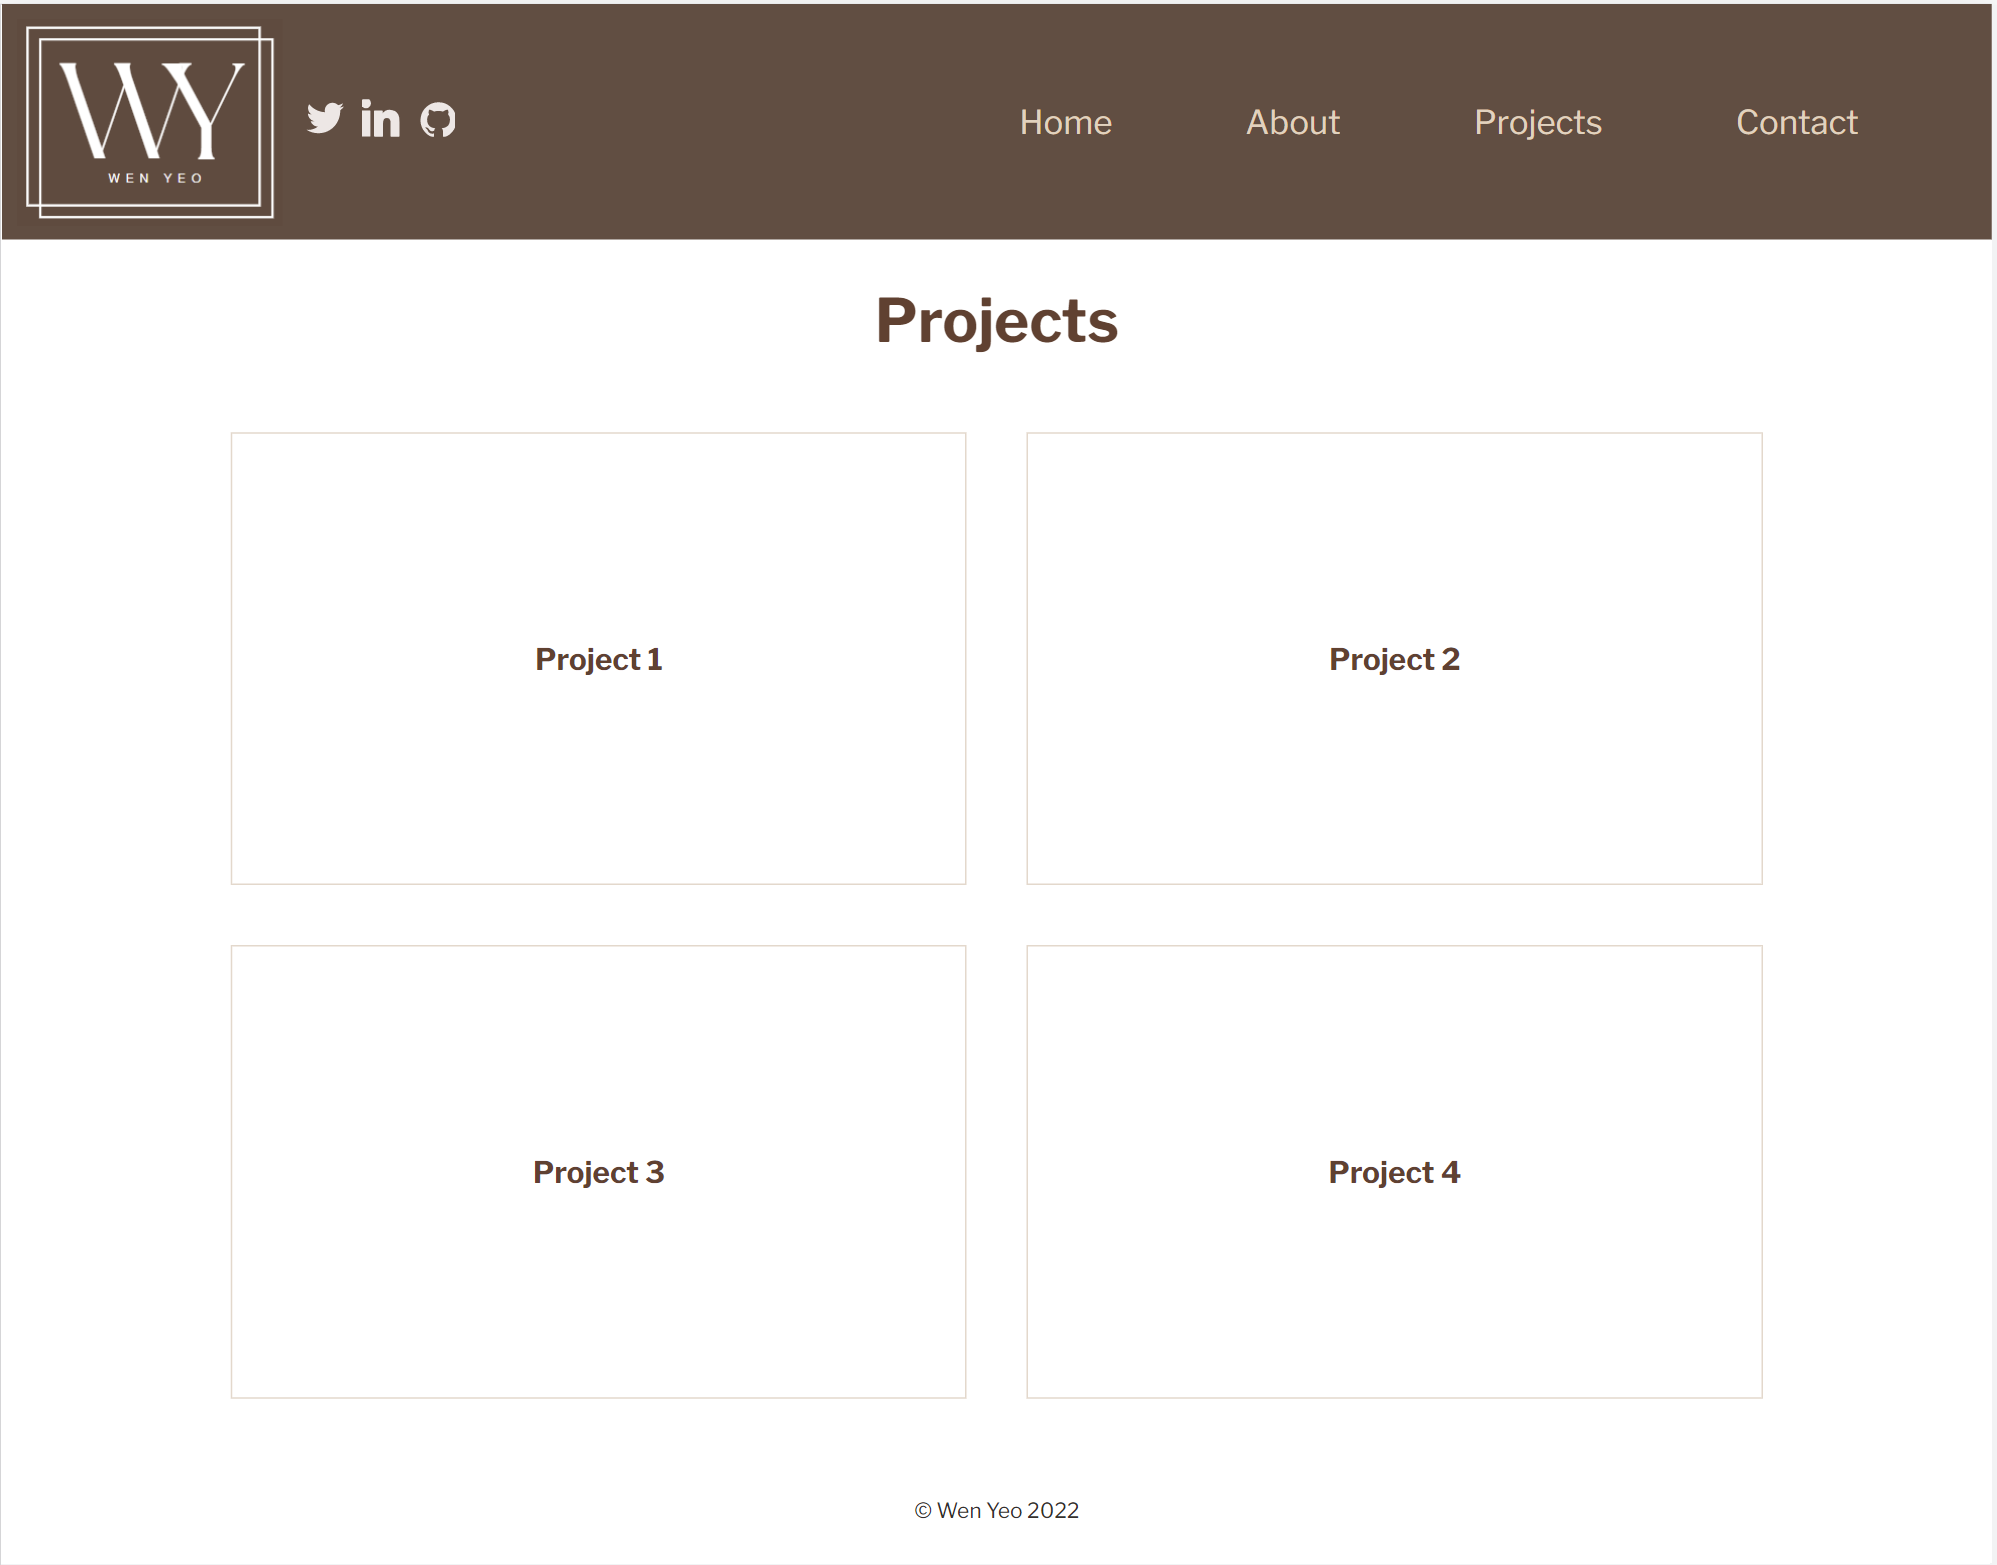 WY
WEN YEO
in
Home About Projects Contact
Projects
Project 1 Project 2
Project 3 Project 4
© Wen Yeo 2022